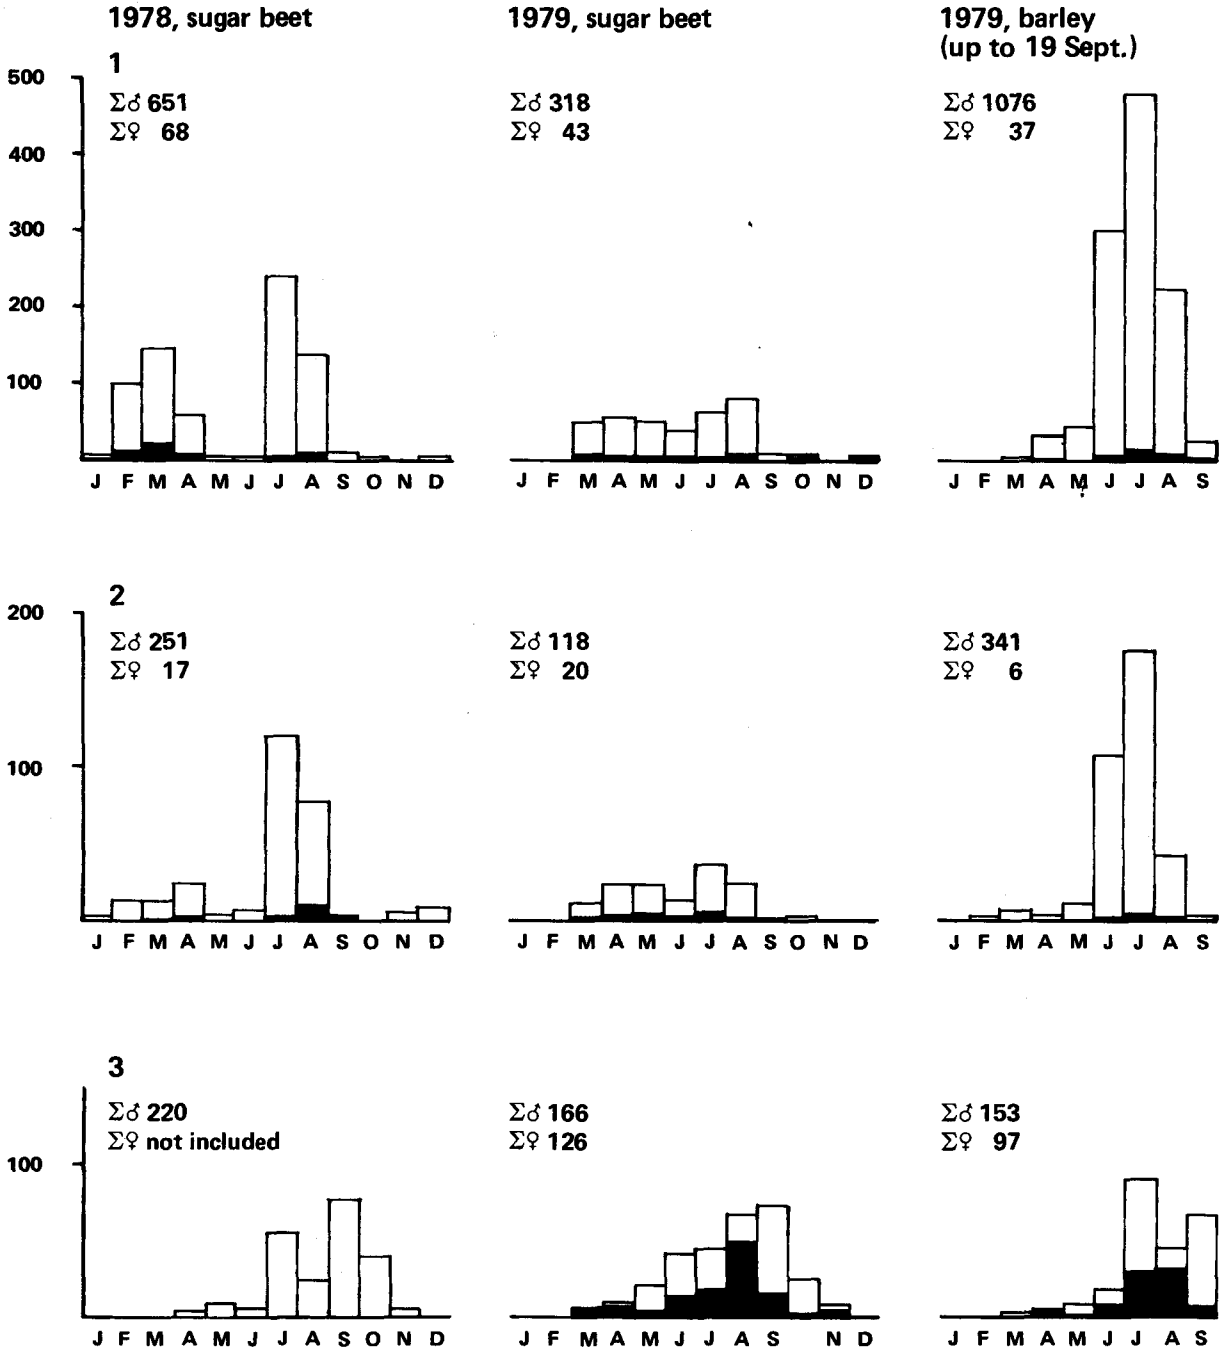 1978, sugar beet
1979, sugar beet
1979, barley
(up to 19 Sept.)
1
500
400
300
200
100
Σ♂ 651
Σ♀ 68
Σ♂ 318
Σ♀ 43
Σ♂ 1076
Σ♀ 37
J F M A M J J A S O N D
J F M A M J J A S O N D
J F M A M J J A S
2
200
100
Σ♂ 251
Σ♀ 17
Σ♂ 118
Σ♀ 20
Σ♂ 341
Σ♀ 6
J F M A M J J A S O N D
J F M A M J J A S O N D
J F M A M J J A S
3
100
Σ♂ 220
Σ♀ not included
Σ♂ 166
Σ♀ 126
Σ♂ 153
Σ♀ 97
J F M A M J J A S O N D
J F M A M J J A S N D
J F M A M J J A S